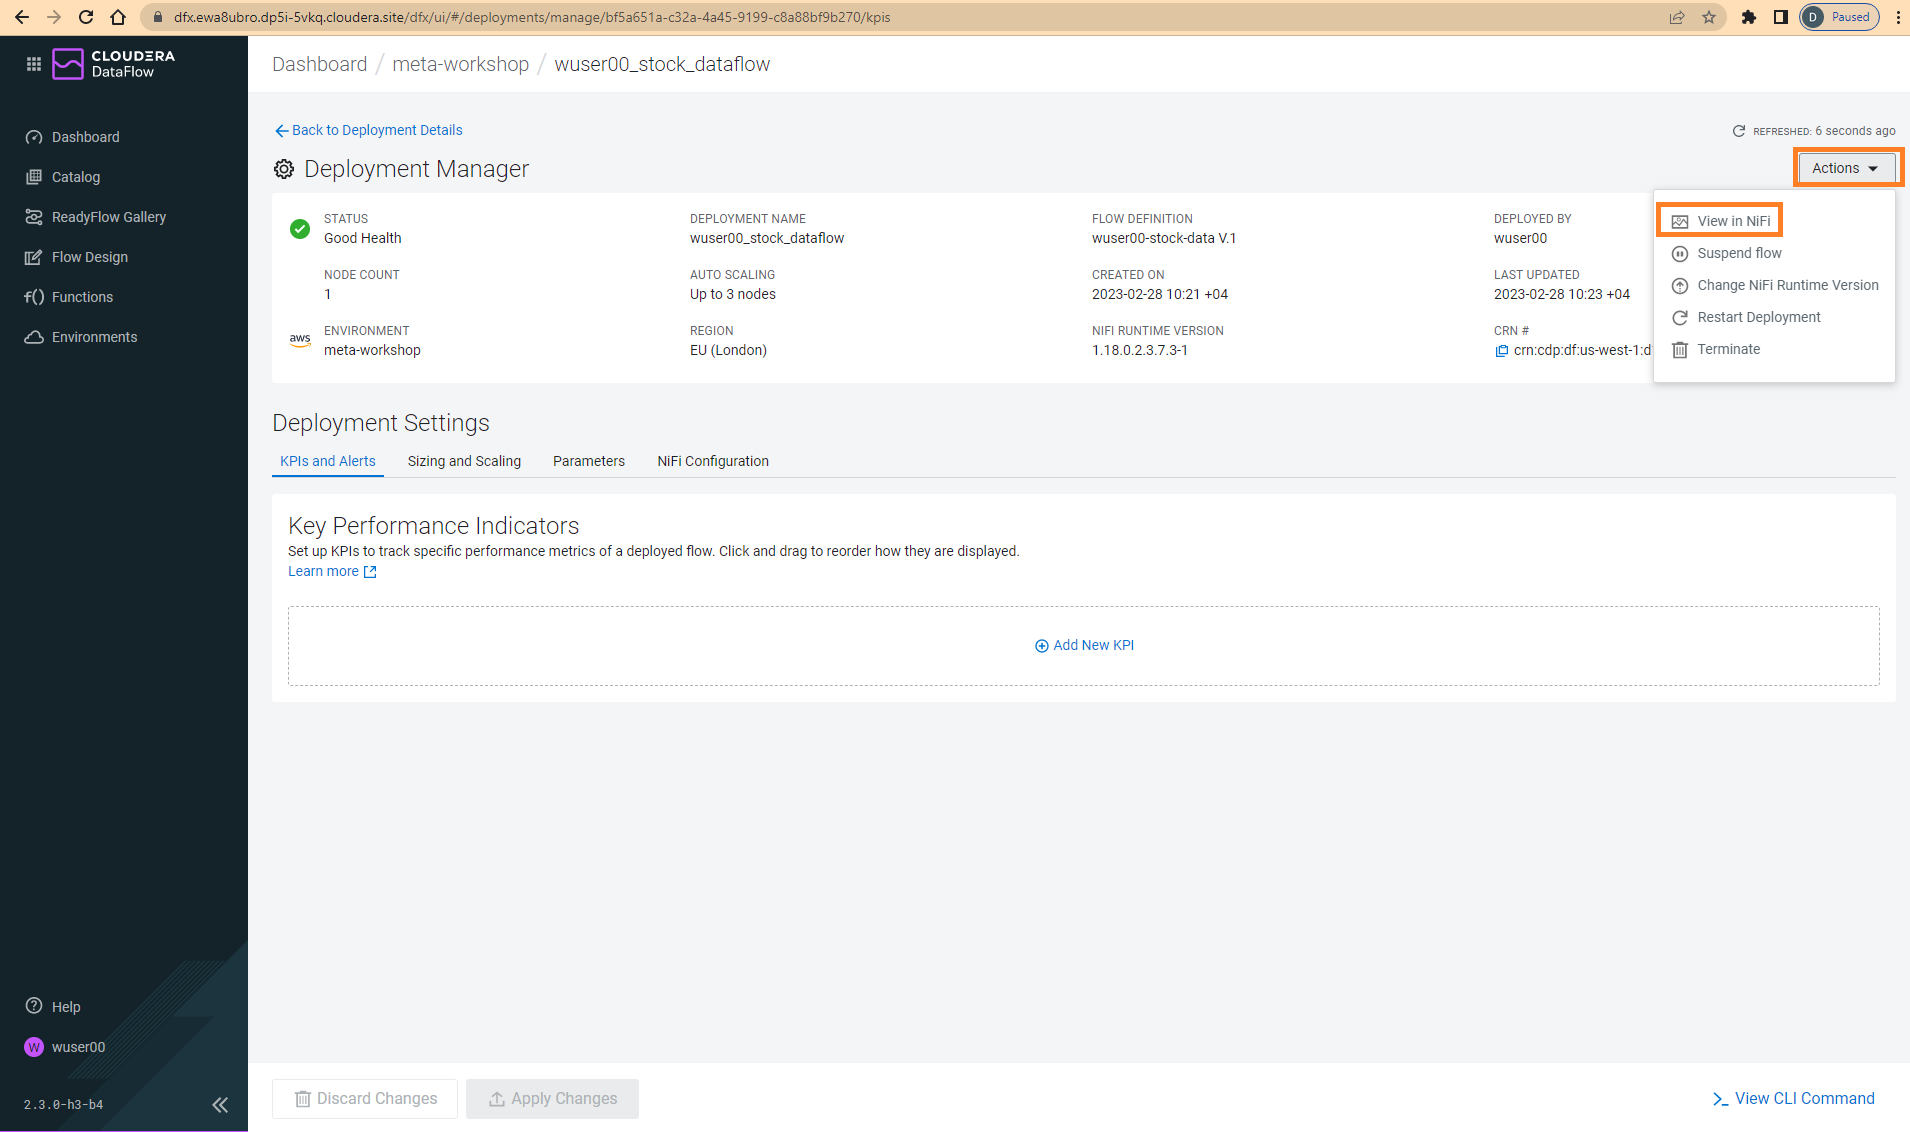 dfx.ewa8ubro.dp5i-5vkq.cloudera.site/dfx/ui/#/deployments/manage/bf5a651a-c32a-4a45-9199-c8a88bf9b270/kpis
D Paused
CLOUDERA
DataFlow
Dashboard
Catalog
ReadyFlow Gallery
Flow Design
Functions
Environments
Help
W wuser00
2.3.0-h3-b4
Dashboard / meta-workshop / wuser00_stock_dataflow
Back to Deployment Details
REFRESHED: 6 seconds ago
Deployment Manager
Actions
View in NiFi
Suspend flow
Change NiFi Runtime Version
Restart Deployment
Terminate
STATUS
Good Health
DEPLOYMENT NAME
wuser00_stock_dataflow
FLOW DEFINITION
wuser00-stock-data V.1
DEPLOYED BY
wuser00
NODE COUNT
1
AUTO SCALING
Up to 3 nodes
CREATED ON
2023-02-28 10:21 +04
LAST UPDATED
2023-02-28 10:23 +04
aws
ENVIRONMENT
meta-workshop
REGION
EU (London)
NIFI RUNTIME VERSION
1.18.0.2.3.7.3-1
CRN #
crn:cdp:df:us-west-1:d
Deployment Settings
KPIs and Alerts
Sizing and Scaling
Parameters
NiFi Configuration
Key Performance Indicators
Set up KPIs to track specific performance metrics of a deployed flow. Click and drag to reorder how they are displayed.
Learn more
Add New KPI
Discard Changes
Apply Changes
>_ View CLI Command